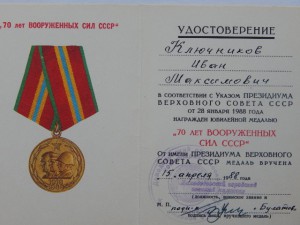 "70 лет ВООРУЖЕННЫХ СИЛ СССР"
УДОСТОВЕРЕНИЕ
Ключников
Иван
Максимович
В СООТВЕТСТВИИ С УКАЗОМ ПРЕЗИДИУМА
ВЕРХОВНОГО СОВЕТА СССР
ОТ 28 ЯНВАРЯ 1988 ГОДА
НАГРАЖДЕН ЮБИЛЕЙНОЙ МЕДАЛЬЮ
"70 ЛЕТ ВООРУЖЕННЫХ
СИЛ СССР"
ОТ ИМЕНИ ПРЕЗИДИУМА ВЕРХОВНОГО
СОВЕТА СССР МЕДАЛЬ ВРУЧЕНА
15 апреля 1988 г.
М. П.